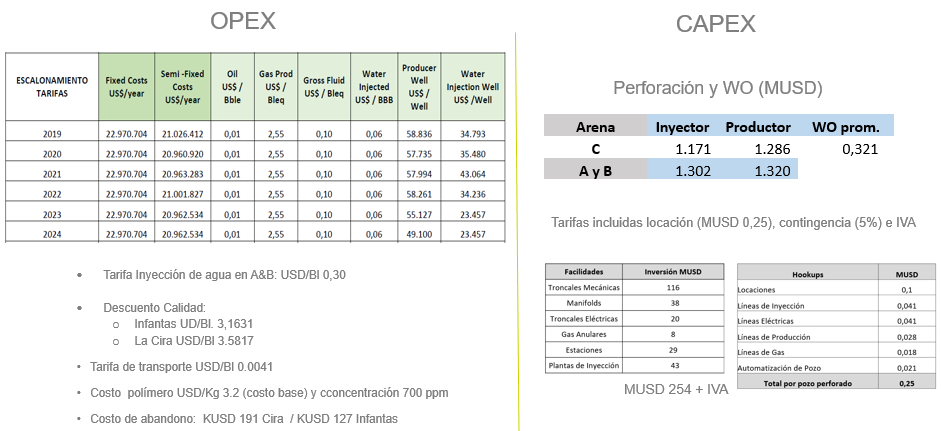 OPEX
ESCALONAMIENTO TARIFAS | Fixed Costs US$/year | Semi -Fixed Costs US$/year | Oil US$ / Bble | Gas Prod US$ / Bleq | Gross Fluid US$ / Bleq | Water Injected US$ / BBB | Producer Well US$ / Well | Water Injection Well US$ /Well
2019 | 22.970.704 | 21.026.412 | 0,01 | 2,55 | 0,10 | 0,06 | 58.836 | 34.793
2020 | 22.970.704 | 20.960.920 | 0,01 | 2,55 | 0,10 | 0,06 | 57.735 | 35.480
2021 | 22.970.704 | 20.963.283 | 0,01 | 2,55 | 0,10 | 0,06 | 57.994 | 43.064
2022 | 22.970.704 | 21.001.827 | 0,01 | 2,55 | 0,10 | 0,06 | 58.261 | 34.236
2023 | 22.970.704 | 20.962.534 | 0,01 | 2,55 | 0,10 | 0,06 | 55.127 | 23.457
2024 | 22.970.704 | 20.962.534 | 0,01 | 2,55 | 0,10 | 0,06 | 49.100 | 23.457
• Tarifa Inyección de agua en A&B: USD/Bl 0,30
• Descuento Calidad:
o Infantas UD/Bl. 3,1631
o La Cira USD/Bl 3.5817
• Tarifa de transporte USD/Bl 0.0041
• Costo polímero USD/Kg 3.2 (costo base) y cconcentración 700 ppm
• Costo de abandono: KUSD 191 Cira / KUSD 127 Infantas
CAPEX
Perforación y WO (MUSD)
Arena | Inyector | Productor | WO prom.
C | 1.171 | 1.286 | 0,321
A y B | 1.302 | 1.320
Tarifas incluidas locación (MUSD 0,25), contingencia (5%) e IVA
Facilidades | Inversión MUSD
Troncales Mecánicas | 116
Manifolds | 38
Troncales Eléctricas | 20
Gas Anulares | 8
Estaciones | 29
Plantas de Inyección | 43
MUSD 254 + IVA
Hookups | MUSD
Locaciones | 0,1
Líneas de Inyección | 0,041
Líneas Eléctricas | 0,041
Líneas de Producción | 0,028
Líneas de Gas | 0,018
Automatización de Pozo | 0,021
Total por pozo perforado | 0,25